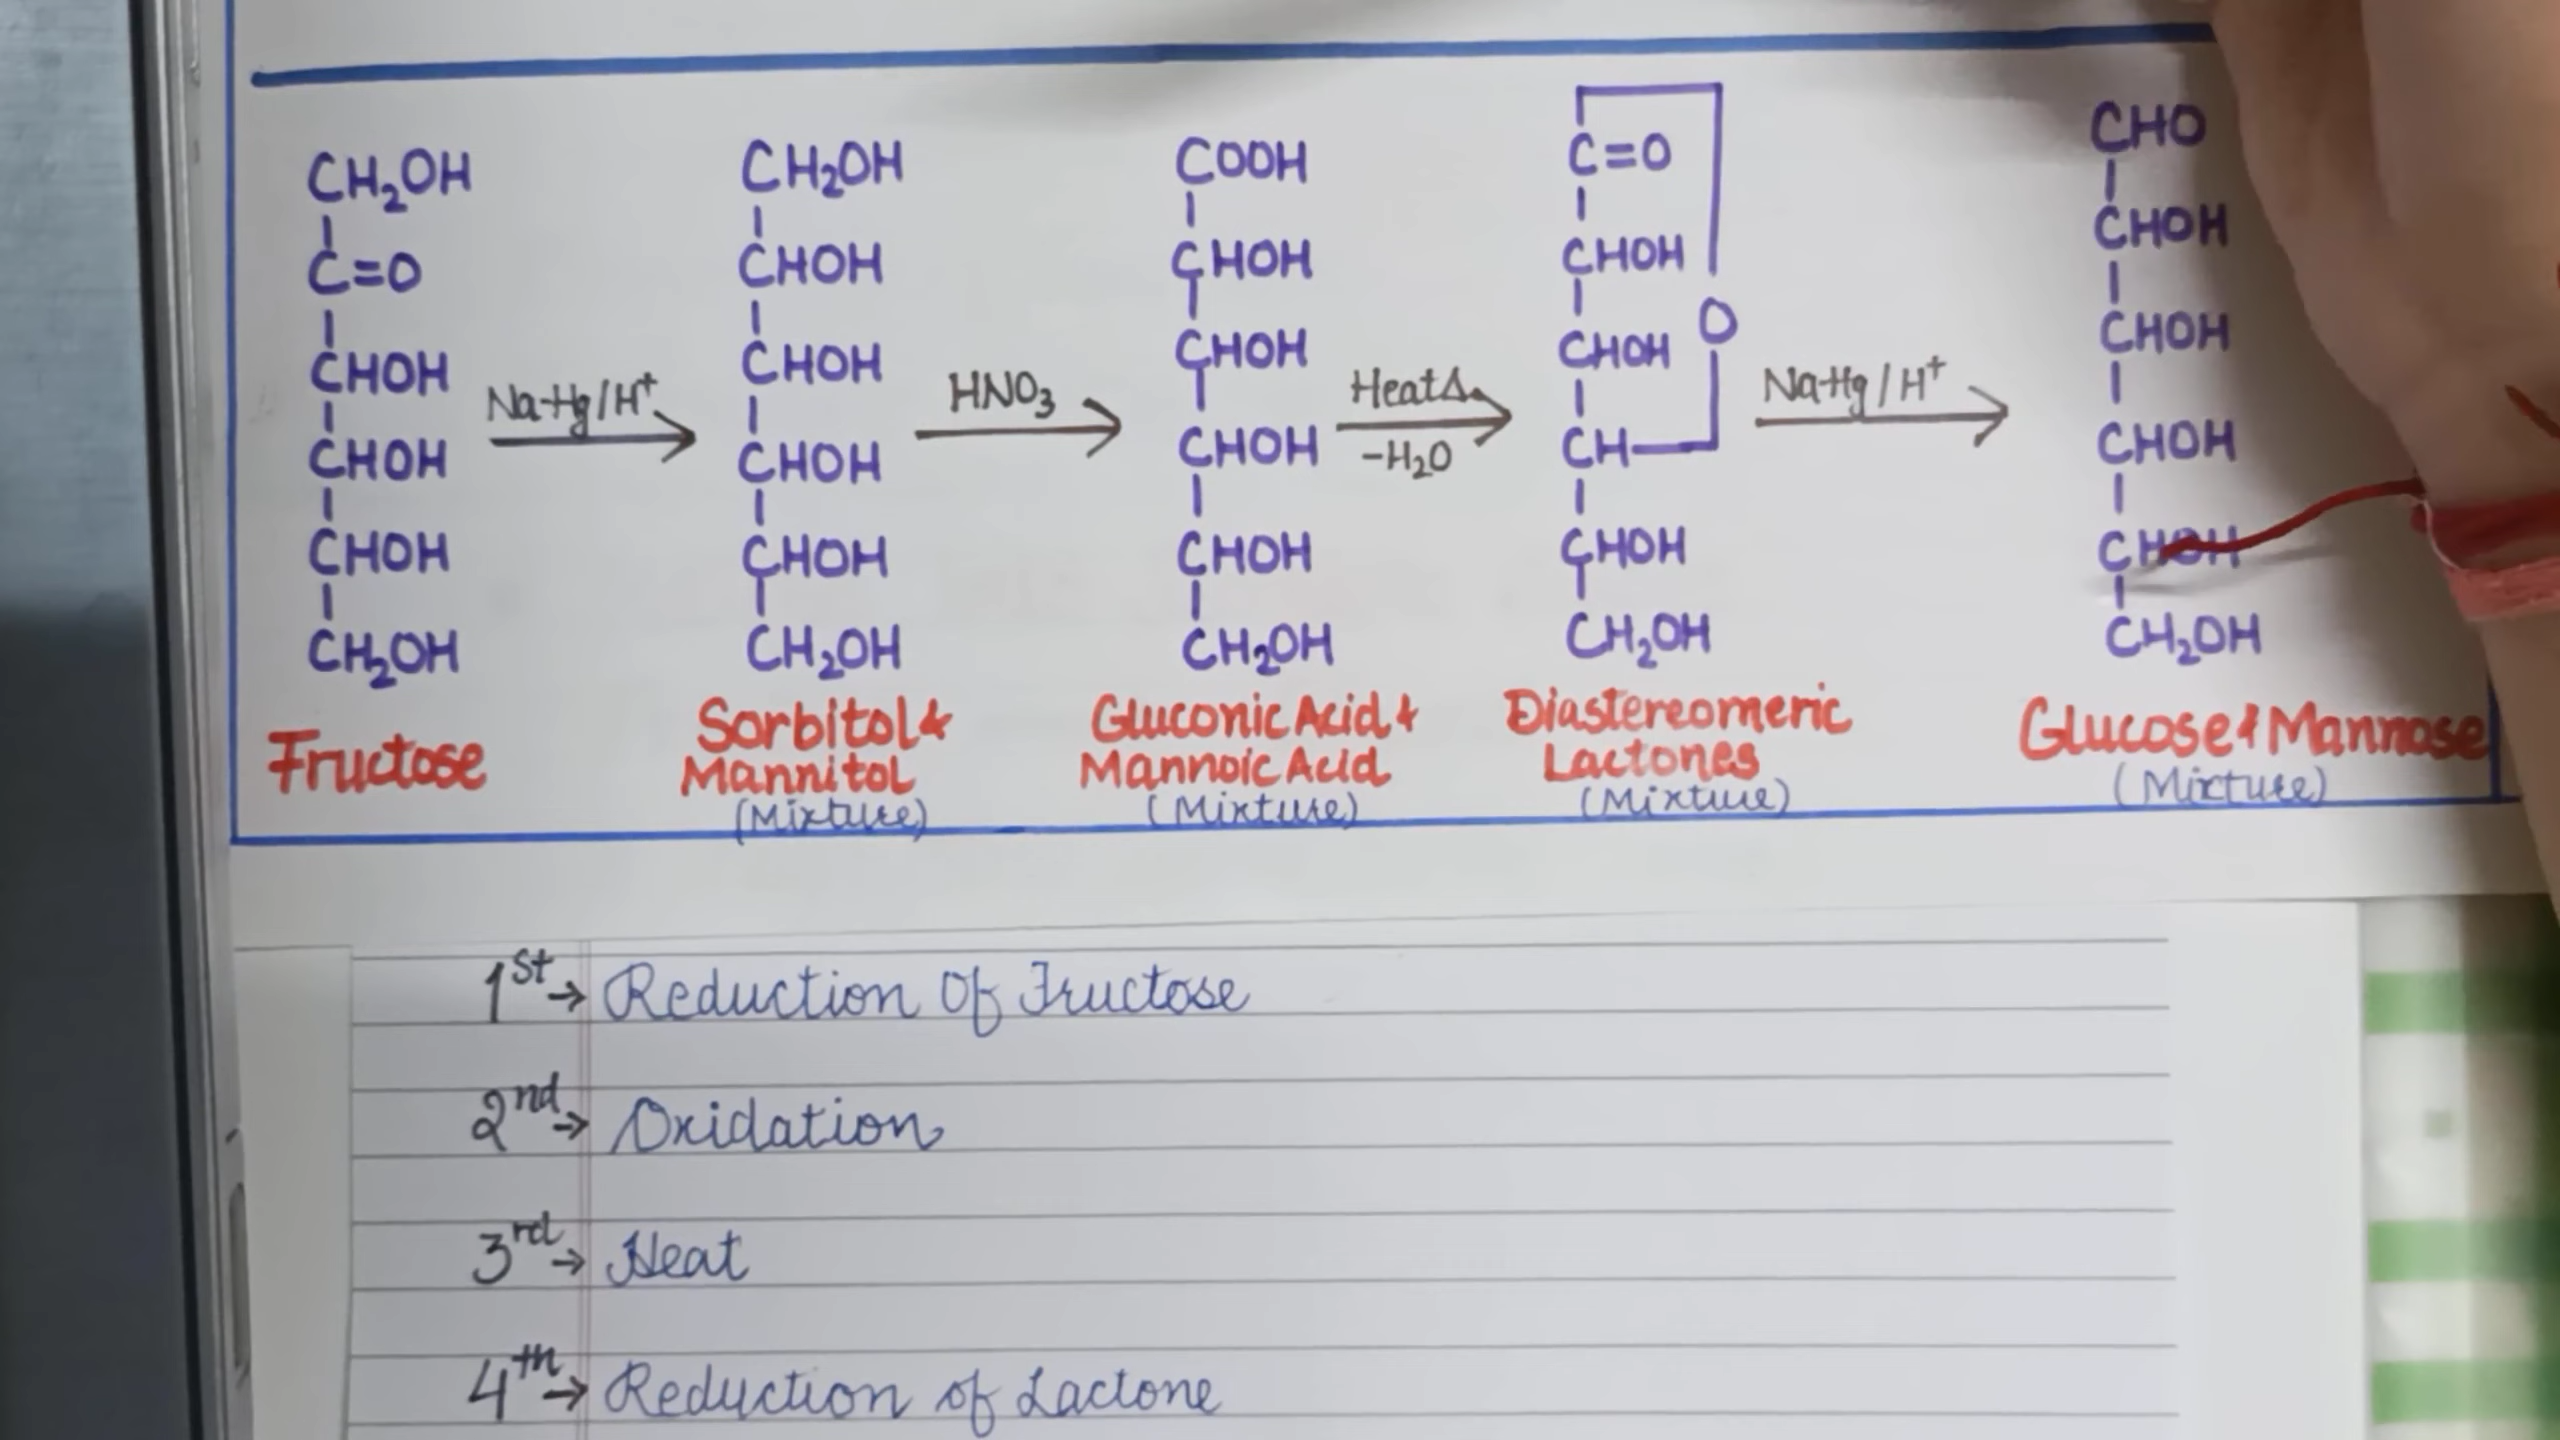 CH₂OH
C=O
CHOH
CHOH
CHOH
CH₂OH
Fructose
Na-Hg/H⁺
CH₂OH
CHOH
CHOH
CHOH
CHOH
CH₂OH
Sorbitol &
Mannitol
(Mixture)
HNO₃
COOH
CHOH
CHOH
CHOH
CHOH
CH₂OH
Gluconic Acid &
Mannoic Acid
(Mixture)
Heat Δ
-H₂O
C=O
CHOH
CHOH
O
CH
CHOH
CH₂OH
Diastereomeric
Lactones
(Mixture)
Na-Hg/H⁺
CHO
CHOH
CHOH
CHOH
CHOH
CH₂OH
Glucose & Mannose
(Mixture)
1st → Reduction Of Fructose
2nd → Oxidation
3rd → Heat
4th → Reduction of Lactone